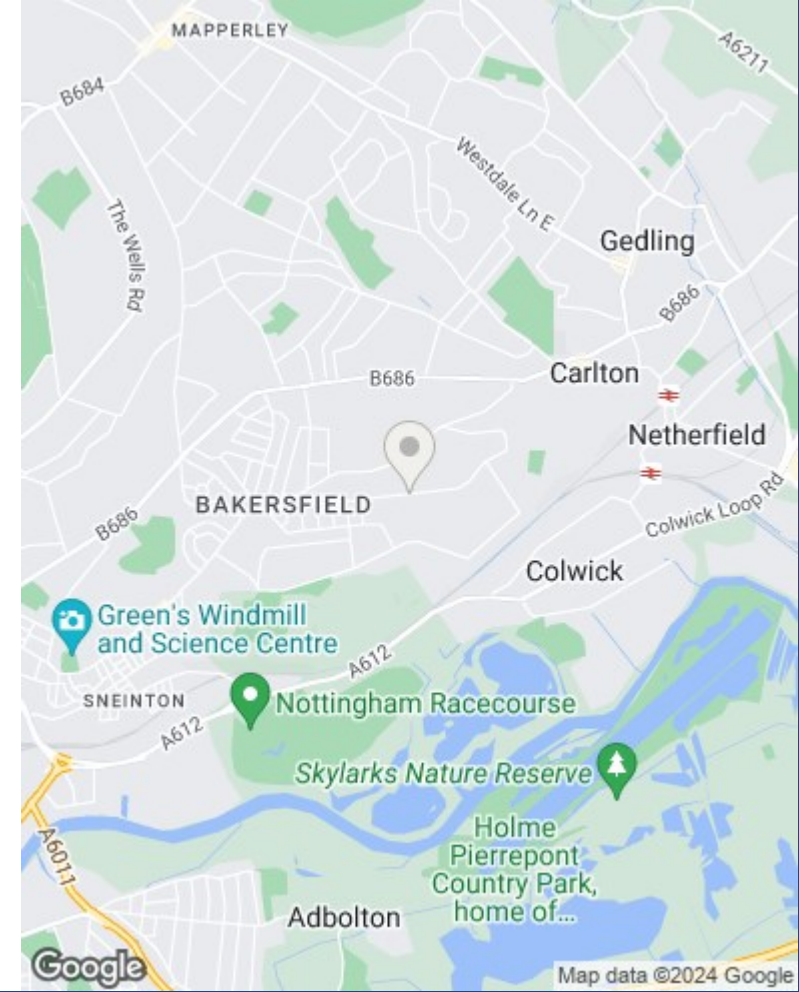 MAPPERLEY
A6211
B684
Westdale Ln E
The Wells Rd
Gedling
B686
Carlton
B686
Netherfield
BAKERSFIELD
Colwick Loop Rd
B686
Colwick
Green's Windmill
and Science Centre
A612
SNEINTON
Nottingham Racecourse
A612
Skylarks Nature Reserve
Holme
Pierrepont
Country Park,
home of...
A6011
Adbolton
Google
Map data ©2024 Google